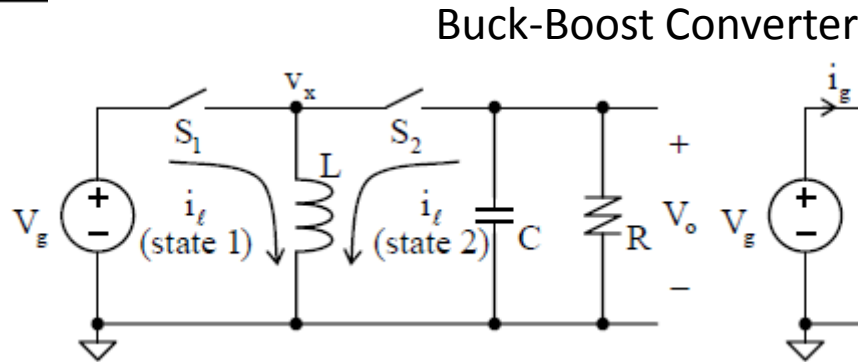 Buck-Boost Converter
v_x
i_g
S_1
S_2
L
+
V_g
+
−
i_ℓ
(state 1)
i_ℓ
(state 2)
C
R
V_o
V_g
+
−
−